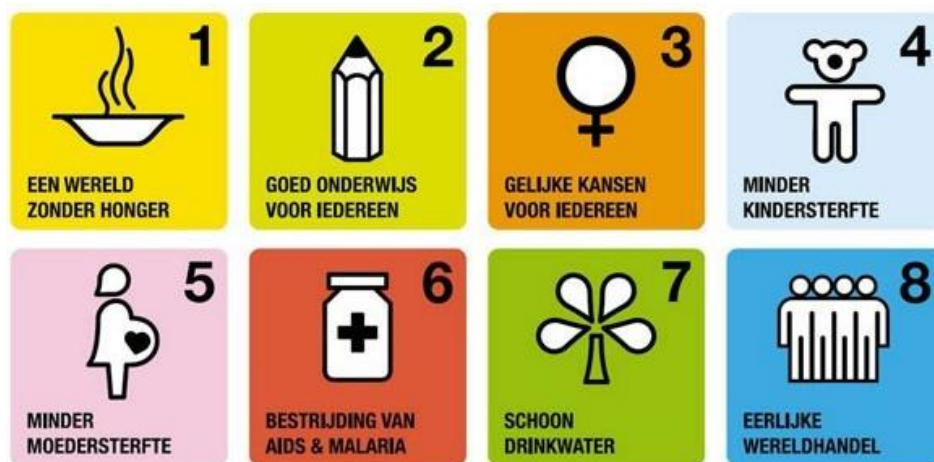 1
EEN WERELD
ZONDER HONGER
2
GOED ONDERWIJS
VOOR IEDEREEN
3
GELIJKE KANSEN
VOOR IEDEREEN
4
MINDER
KINDERSTERFTE
5
MINDER
MOEDERSTERFTE
6
BESTRIJDING VAN
AIDS & MALARIA
7
SCHOON
DRINKWATER
8
EERLIJKE
WERELDHANDEL